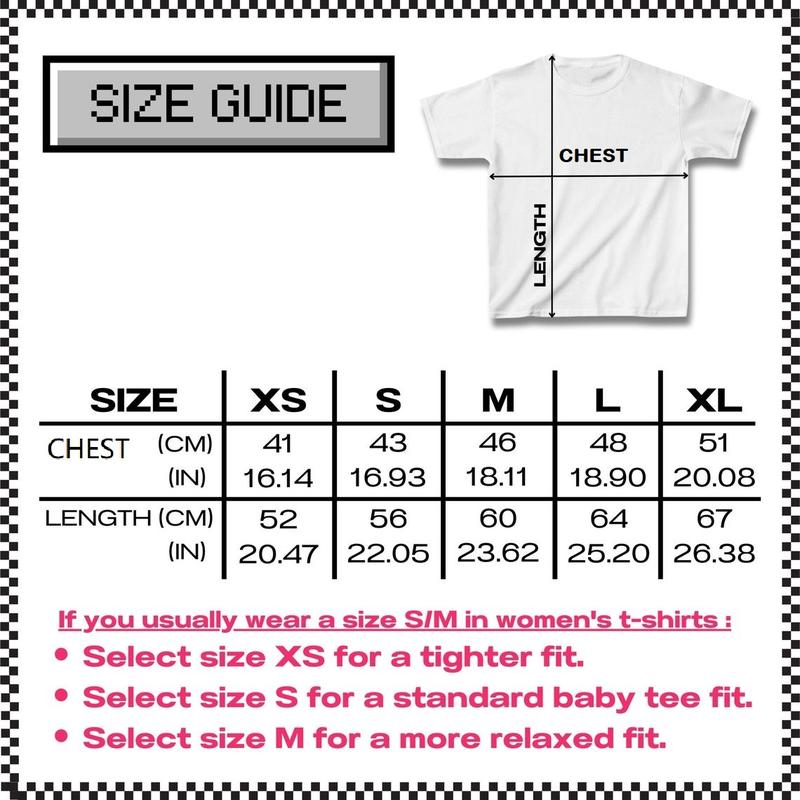 SIZE GUIDE
CHEST
LENGTH
SIZE XS S M L XL
CHEST (CM) 41 43 46 48 51
(IN) 16.14 16.93 18.11 18.90 20.08
LENGTH (CM) 52 56 60 64 67
(IN) 20.47 22.05 23.62 25.20 26.38
If you usually wear a size S/M in women's t-shirts :
• Select size XS for a tighter fit.
• Select size S for a standard baby tee fit.
• Select size M for a more relaxed fit.